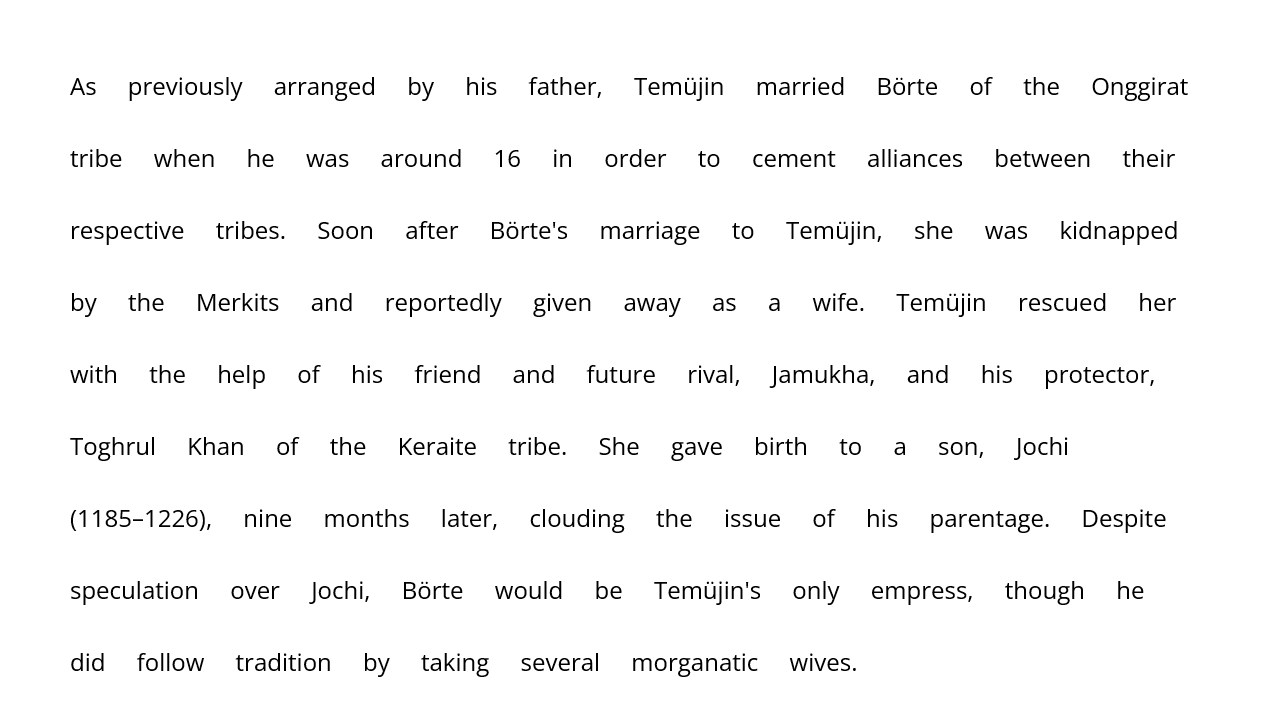 As previously arranged by his father, Temüjin married Börte of the Onggirat
tribe when he was around 16 in order to cement alliances between their
respective tribes. Soon after Börte's marriage to Temüjin, she was kidnapped
by the Merkits and reportedly given away as a wife. Temüjin rescued her
with the help of his friend and future rival, Jamukha, and his protector,
Toghrul Khan of the Keraite tribe. She gave birth to a son, Jochi
(1185–1226), nine months later, clouding the issue of his parentage. Despite
speculation over Jochi, Börte would be Temüjin's only empress, though he
did follow tradition by taking several morganatic wives.